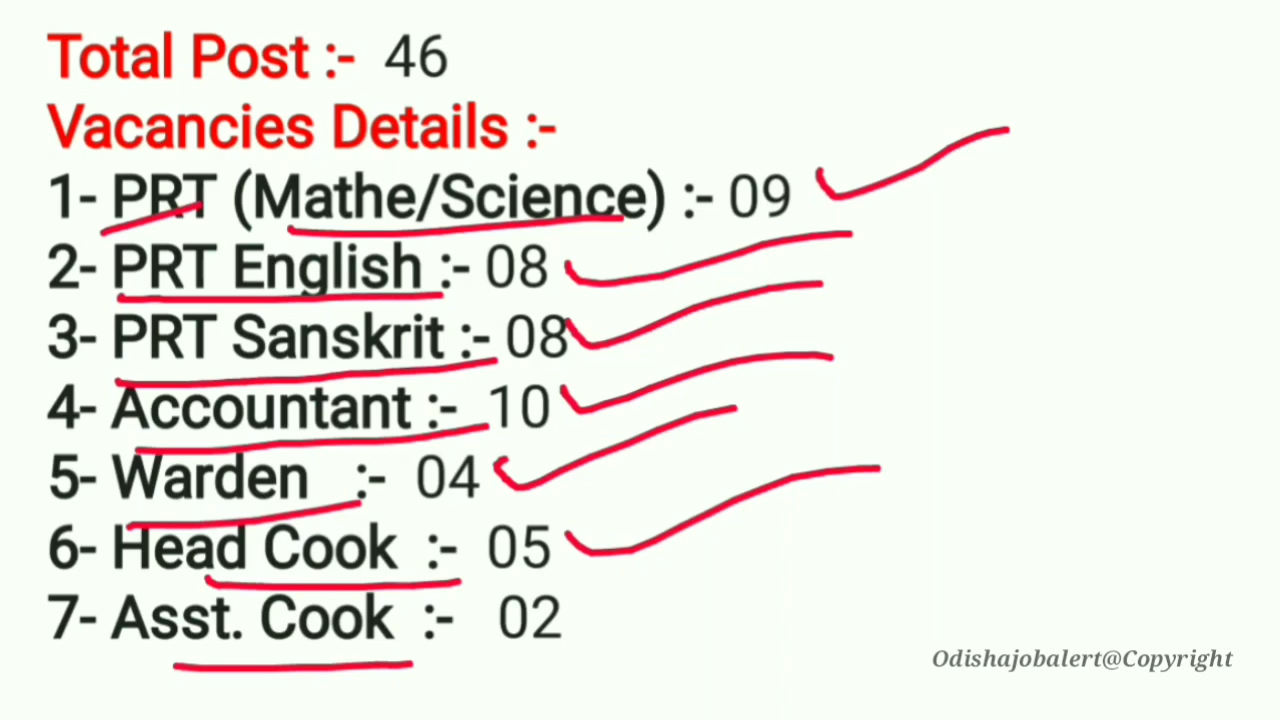 Total Post :- 46
Vacancies Details :-
1- PRT (Mathe/Science) :- 09
2- PRT English :- 08
3- PRT Sanskrit :- 08
4- Accountant :- 10
5- Warden :- 04
6- Head Cook :- 05
7- Asst. Cook :- 02
Odishajobalert@Copyright